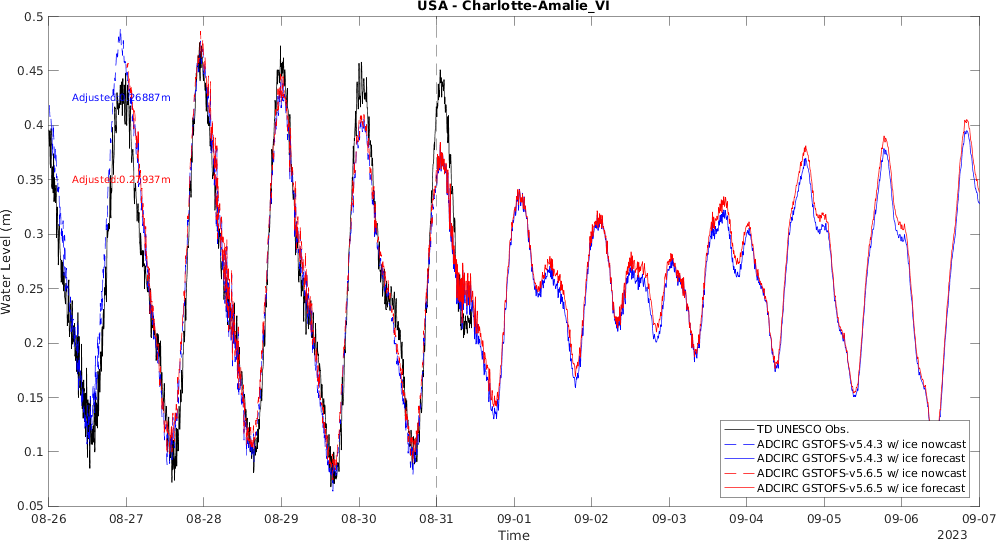 USA - Charlotte-Amalie_VI
0.5
0.45
0.4
0.35
0.3
0.25
0.2
0.15
0.1
0.05
Water Level (m)
Adjusted:0.26887m
Adjusted:0.27937m
TD UNESCO Obs.
ADCIRC GSTOFS-v5.4.3 w/ ice nowcast
ADCIRC GSTOFS-v5.4.3 w/ ice forecast
ADCIRC GSTOFS-v5.6.5 w/ ice nowcast
ADCIRC GSTOFS-v5.6.5 w/ ice forecast
08-26 08-27 08-28 08-29 08-30 08-31 09-01 09-02 09-03 09-04 09-05 09-06 09-07
Time
2023